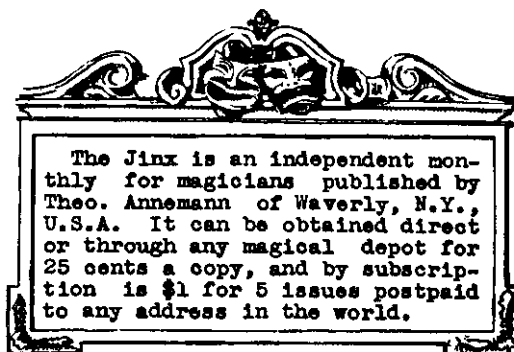 The Jinx is an independent mon-
thly for magicians published by
Theo. Annemann of Waverly, N.Y.,
U.S.A. It can be obtained direct
or through any magical depot for
25 cents a copy, and by subscrip-
tion is $1 for 5 issues postpaid
to any address in the world.